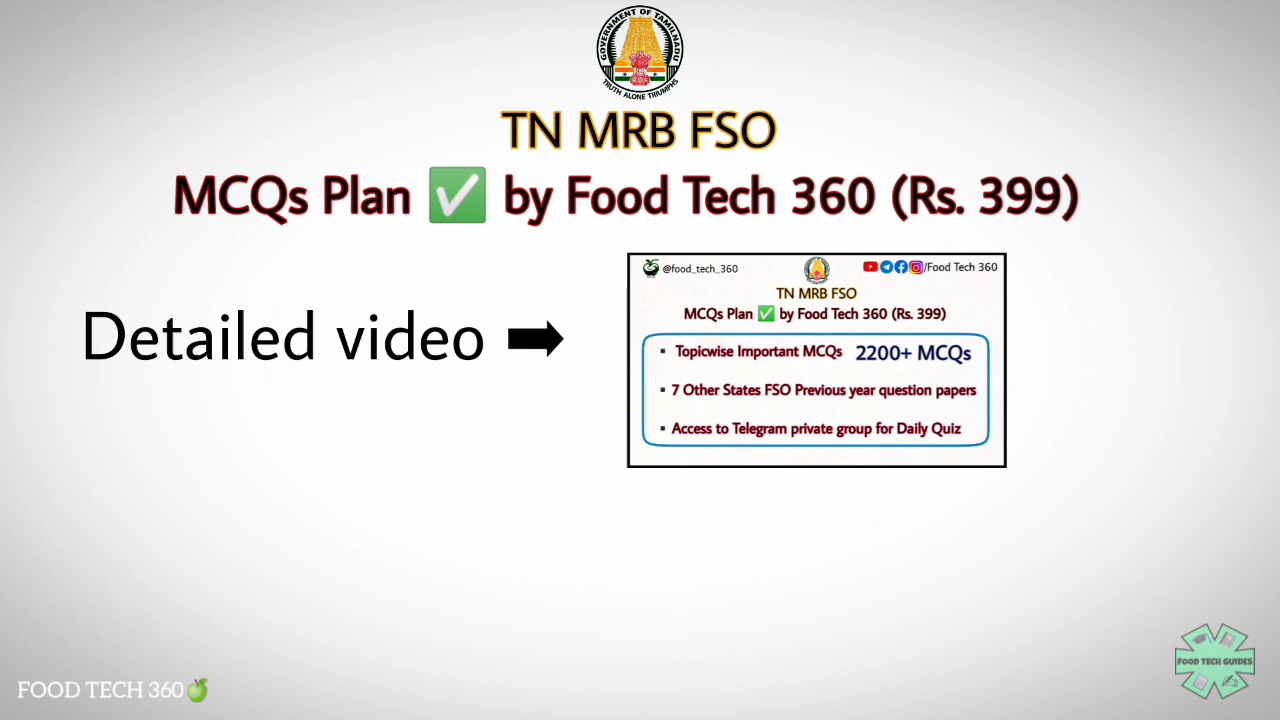 GOVERNMENT OF TAMILNADU
TRUTH ALONE TRIUMPHS
TN MRB FSO
MCQs Plan ✅ by Food Tech 360 (Rs. 399)
Detailed video ➡
@food_tech_360
/Food Tech 360
TN MRB FSO
MCQs Plan ✅ by Food Tech 360 (Rs. 399)
▪ Topicwise Important MCQs 2200+ MCQs
▪ 7 Other States FSO Previous year question papers
▪ Access to Telegram private group for Daily Quiz
FOOD TECH 360🍏
FOOD TECH GUIDES